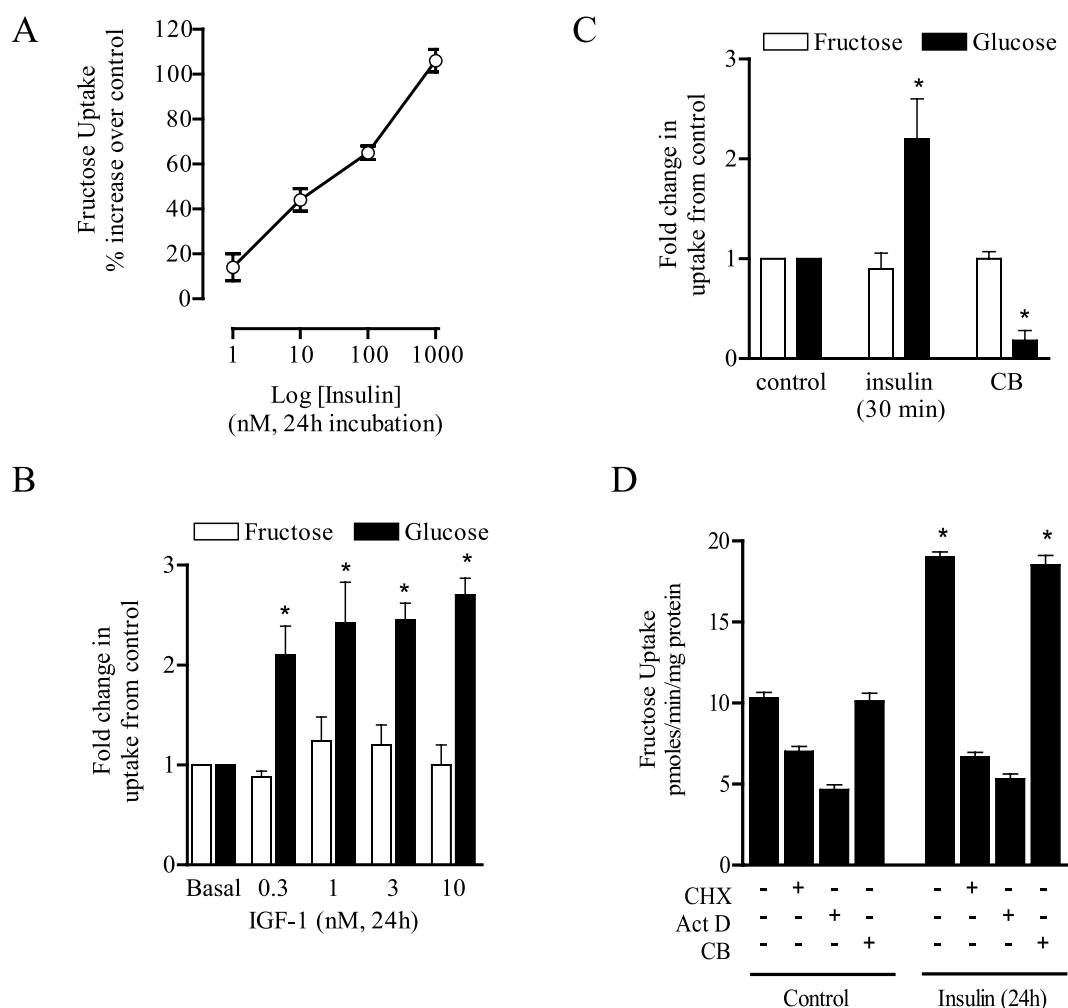 A
Fructose Uptake
% increase over control
120
100
80
60
40
20
0
1 10 100 1000
Log [Insulin]
(nM, 24h incubation)
C
Fructose Glucose
Fold change in
uptake from control
3
2
1
0
* *
control insulin CB
(30 min)
B
Fructose Glucose
Fold change in
uptake from control
3
2
1
0
* * * *
Basal 0.3 1 3 10
IGF-1 (nM, 24h)
D
Fructose Uptake
pmoles/min/mg protein
20
15
10
5
0
* *
CHX - + - - - + - -
Act D - - + - - - + -
CB - - - + - - - +
Control Insulin (24h)